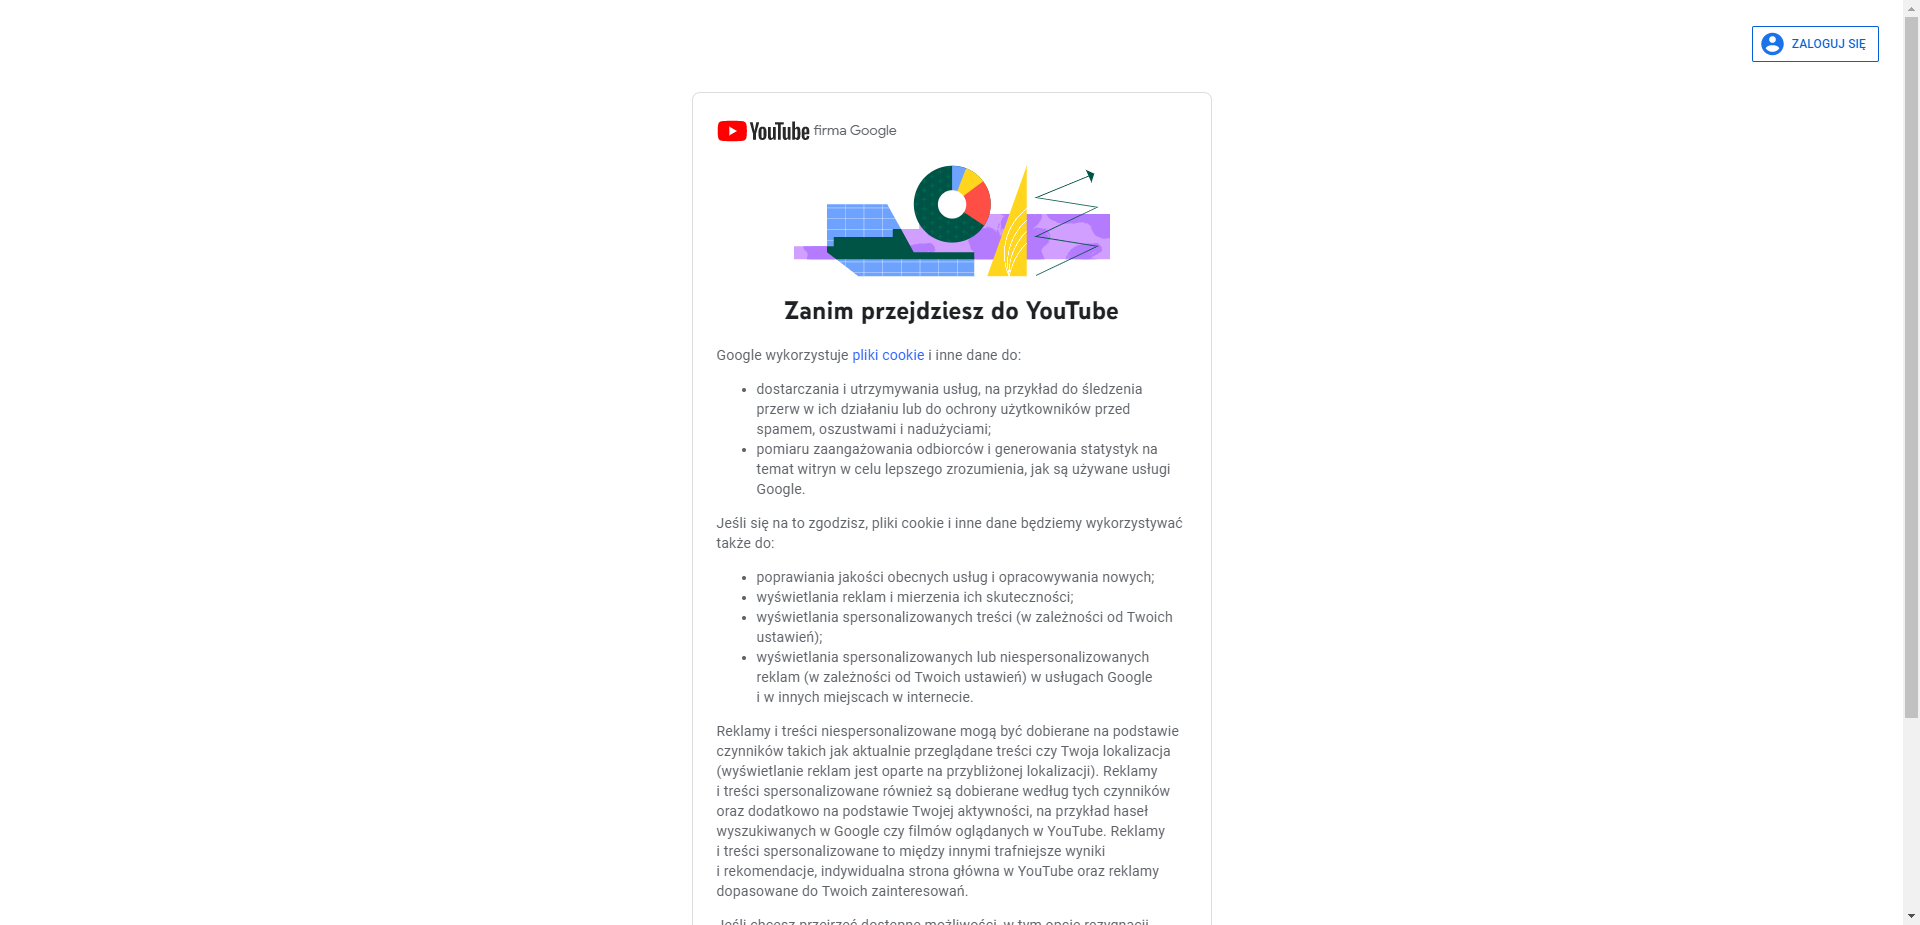 ZALOGUJ SIĘ
YouTube firma Google
Zanim przejdziesz do YouTube
Google wykorzystuje pliki cookie i inne dane do:
dostarczania i utrzymywania usług, na przykład do śledzenia
przerw w ich działaniu lub do ochrony użytkowników przed
spamem, oszustwami i nadużyciami;
pomiaru zaangażowania odbiorców i generowania statystyk na
temat witryn w celu lepszego zrozumienia, jak są używane usługi
Google.
Jeśli się na to zgodzisz, pliki cookie i inne dane będziemy wykorzystywać
także do:
poprawiania jakości obecnych usług i opracowywania nowych;
wyświetlania reklam i mierzenia ich skuteczności;
wyświetlania spersonalizowanych treści (w zależności od Twoich
ustawień);
wyświetlania spersonalizowanych lub niespersonalizowanych
reklam (w zależności od Twoich ustawień) w usługach Google
i w innych miejscach w internecie.
Reklamy i treści niespersonalizowane mogą być dobierane na podstawie
czynników takich jak aktualnie przeglądane treści czy Twoja lokalizacja
(wyświetlanie reklam jest oparte na przybliżonej lokalizacji). Reklamy
i treści spersonalizowane również są dobierane według tych czynników
oraz dodatkowo na podstawie Twojej aktywności, na przykład haseł
wyszukiwanych w Google czy filmów oglądanych w YouTube. Reklamy
i treści spersonalizowane to między innymi trafniejsze wyniki
i rekomendacje, indywidualna strona główna w YouTube oraz reklamy
dopasowane do Twoich zainteresowań.